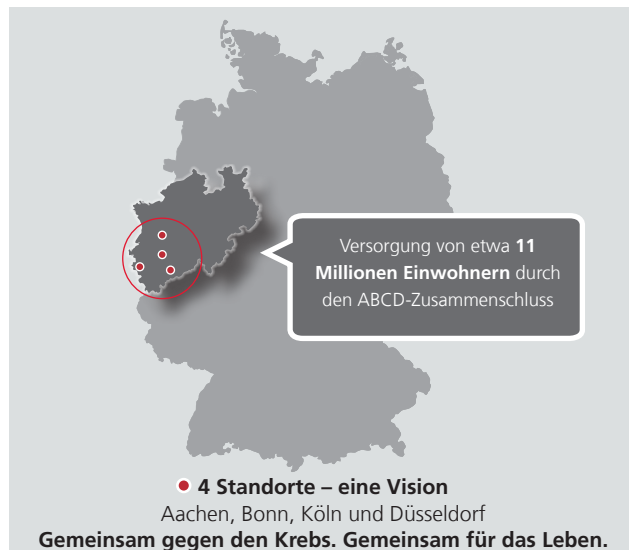 Versorgung von etwa 11
Millionen Einwohnern durch
den ABCD-Zusammenschluss
4 Standorte – eine Vision
Aachen, Bonn, Köln und Düsseldorf
Gemeinsam gegen den Krebs. Gemeinsam für das Leben.